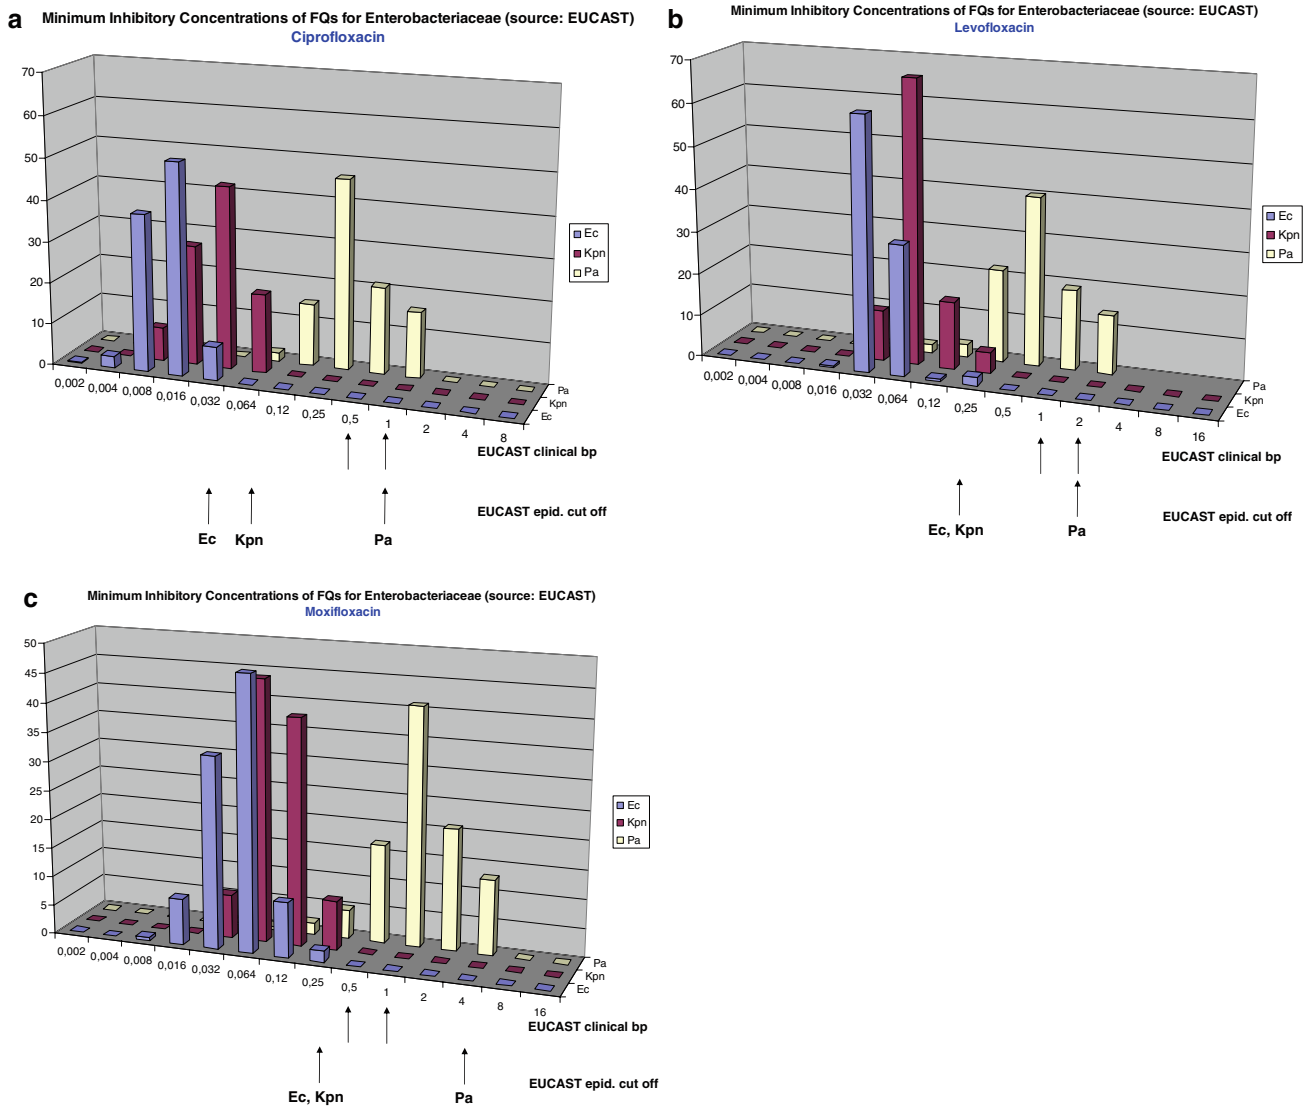 a
Minimum Inhibitory Concentrations of FQs for Enterobacteriaceae (source: EUCAST)
Ciprofloxacin
70
60
50
40
30
20
10
0
0,002 0,004 0,008 0,016 0,032 0,064 0,12 0,25 0,5 1 2 4 8
Pa
Kpn
Ec
Ec
Kpn
Pa
EUCAST clinical bp
EUCAST epid. cut off
Ec Kpn Pa
b
Minimum Inhibitory Concentrations of FQs for Enterobacteriaceae (source: EUCAST)
Levofloxacin
70
60
50
40
30
20
10
0
0,002 0,004 0,008 0,016 0,032 0,064 0,12 0,25 0,5 1 2 4 8 16
Pa
Kpn
Ec
Ec
Kpn
Pa
EUCAST clinical bp
EUCAST epid. cut off
Ec, Kpn Pa
c
Minimum Inhibitory Concentrations of FQs for Enterobacteriaceae (source: EUCAST)
Moxifloxacin
50
45
40
35
30
25
20
15
10
5
0
0,002 0,004 0,008 0,016 0,032 0,064 0,12 0,25 0,5 1 2 4 8 16
Pa
Kpn
Ec
Ec
Kpn
Pa
EUCAST clinical bp
EUCAST epid. cut off
Ec, Kpn Pa